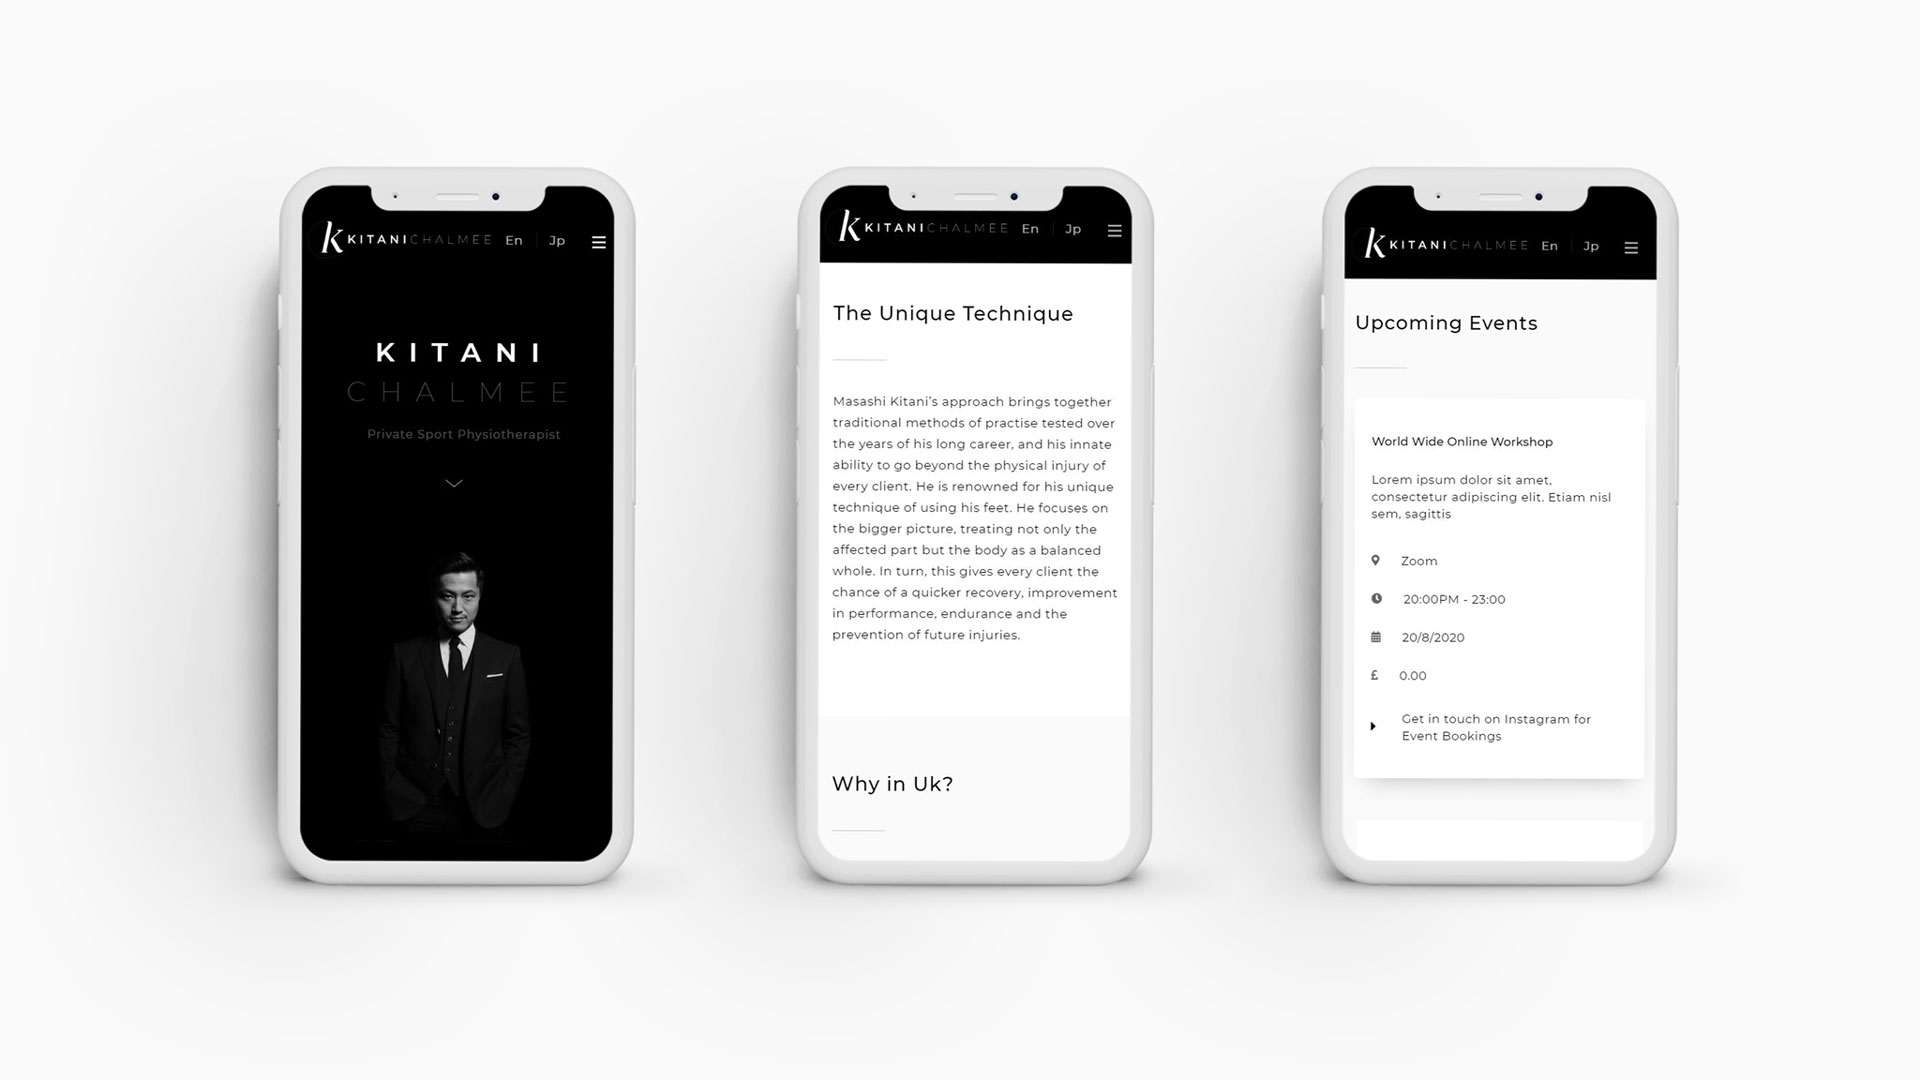 k KITANICHALMEE En | Jp
KITANI
CHALMEE
Private Sport Physiotherapist
k KITANICHALMEE En | Jp
The Unique Technique
Masashi Kitani's approach brings together
traditional methods of practise tested over
the years of his long career, and his innate
ability to go beyond the physical injury of
every client. He is renowned for his unique
technique of using his feet. He focuses on
the bigger picture, treating not only the
affected part but the body as a balanced
whole. In turn, this gives every client the
chance of a quicker recovery, improvement
in performance, endurance and the
prevention of future injuries.
Why in Uk?
k KITANICHALMEE En | Jp
Upcoming Events
World Wide Online Workshop
Lorem ipsum dolor sit amet,
consectetur adipiscing elit. Etiam nisl
sem, sagittis
Zoom
20:00PM - 23:00
20/8/2020
£ 0.00
Get in touch on Instagram for
Event Bookings